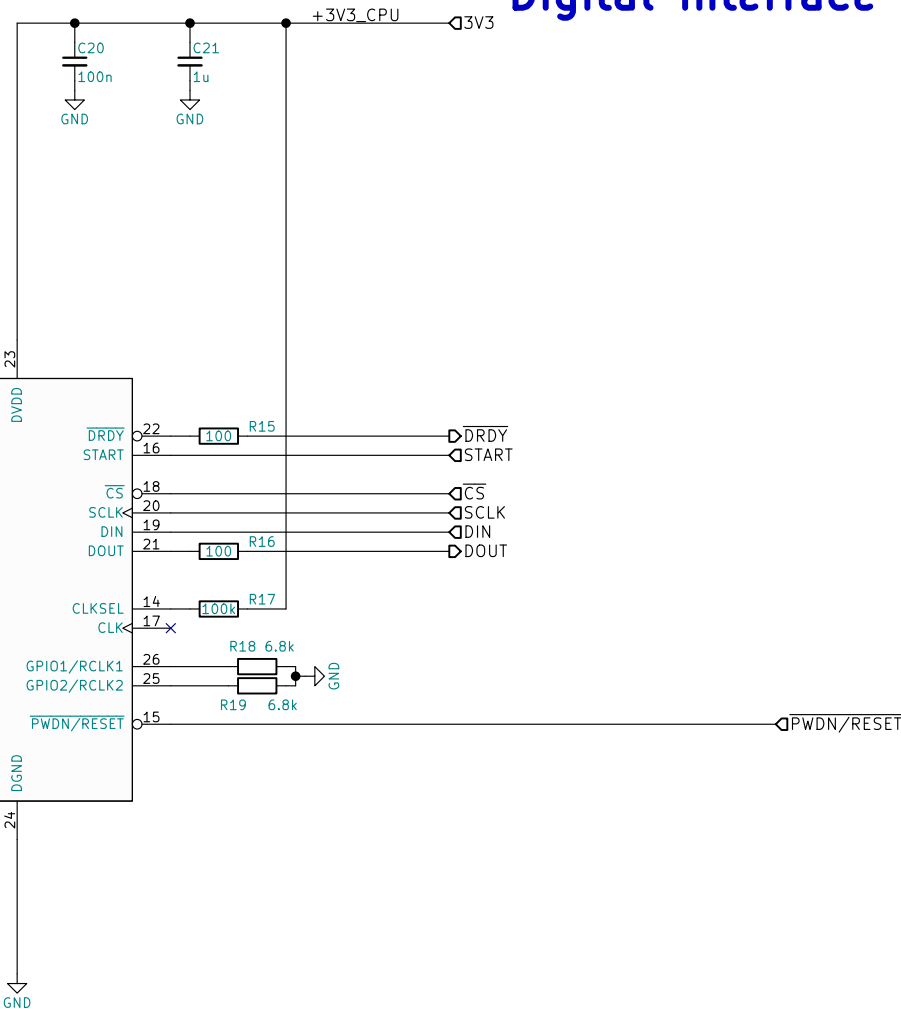 Digital Interface
+3V3_CPU
3V3
C20
100n
GND
C21
1u
GND
23
DVDD
DRDY 22 100 R15 DRDY
START 16 START
CS 18 CS
SCLK 20 SCLK
DIN 19 DIN
DOUT 21 100 R16 DOUT
CLKSEL 14 100k R17
CLK 17
R18 6.8k
GPIO1/RCLK1 26
GND
GPIO2/RCLK2 25
R19 6.8k
PWDN/RESET 15 PWDN/RESET
DGND
24
GND